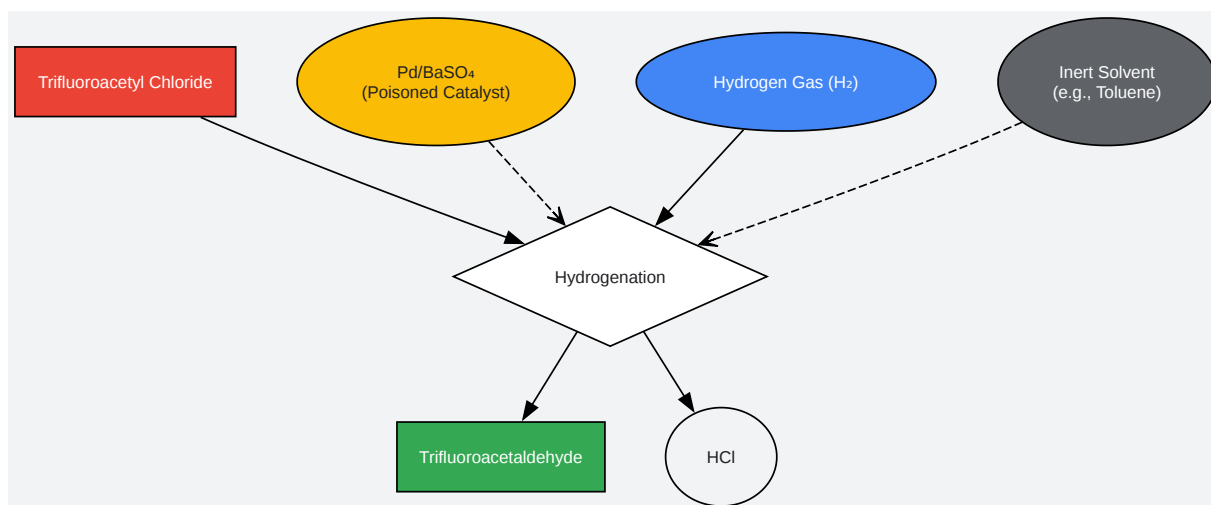 Trifluoroacetyl Chloride
Pd/BaSO₄
(Poisoned Catalyst)
Hydrogen Gas (H₂)
Inert Solvent
(e.g., Toluene)
Hydrogenation
Trifluoroacetaldehyde
HCl